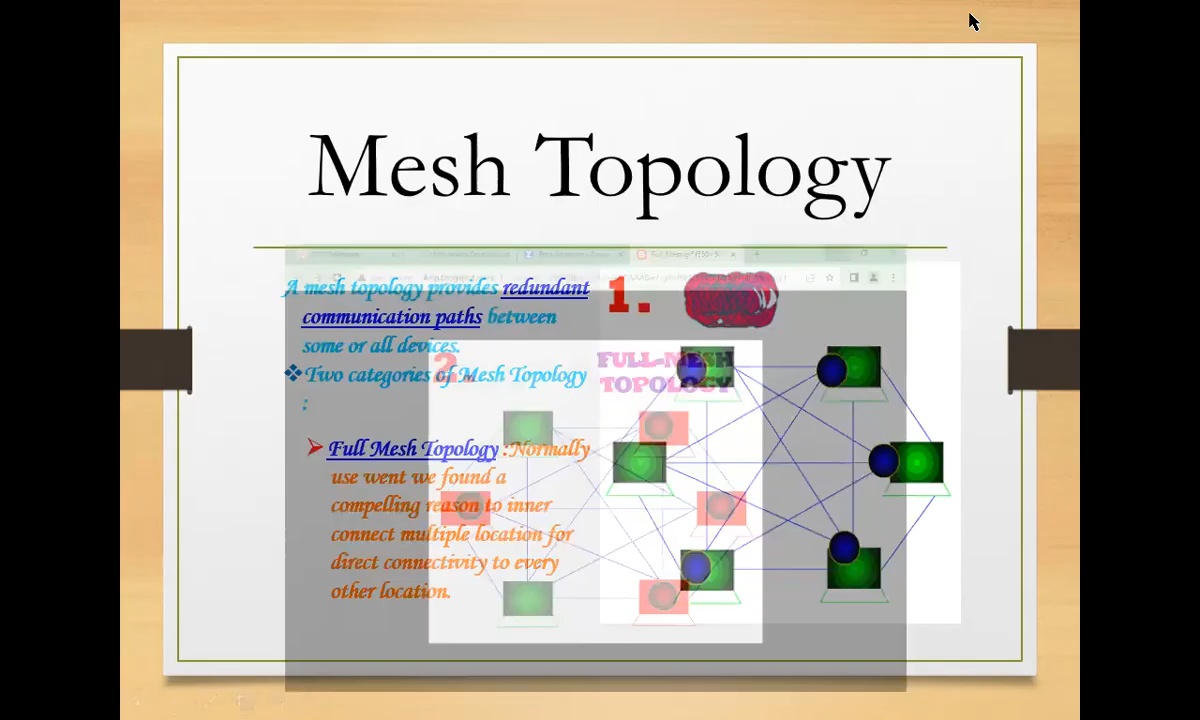 Mesh Topology
A mesh topology provides redundant
communication paths between
some or all devices.
❖Two categories of Mesh Topology
:
➢ Full Mesh Topology :Normally
use went we found a
compelling reason to inner
connect multiple location for
direct connectivity to every
other location.
1.
2.
FULL-MESH
TOPOLOGY